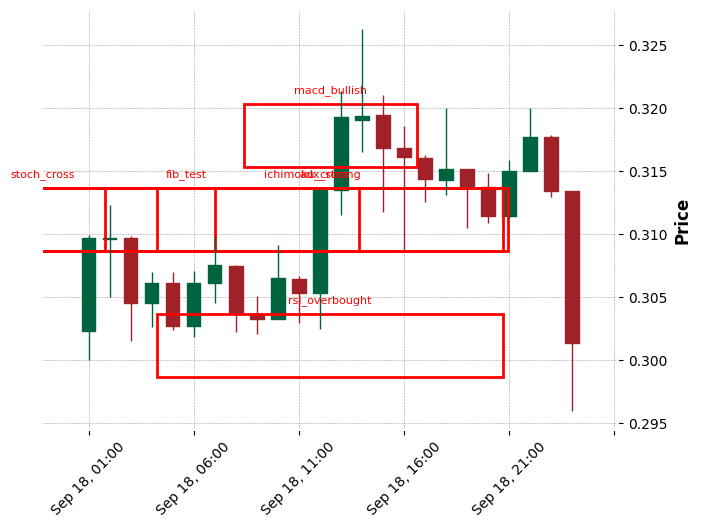 0.325
macd_bullish
0.320
stoch_cross
fib_test
0.315
0.310
Price
rsi_overbought
0.305
0.300
0.295
Sep 18, 01:00
Sep 18, 06:00
Sep 18, 11:00
Sep 18, 16:00
Sep 18, 21:00